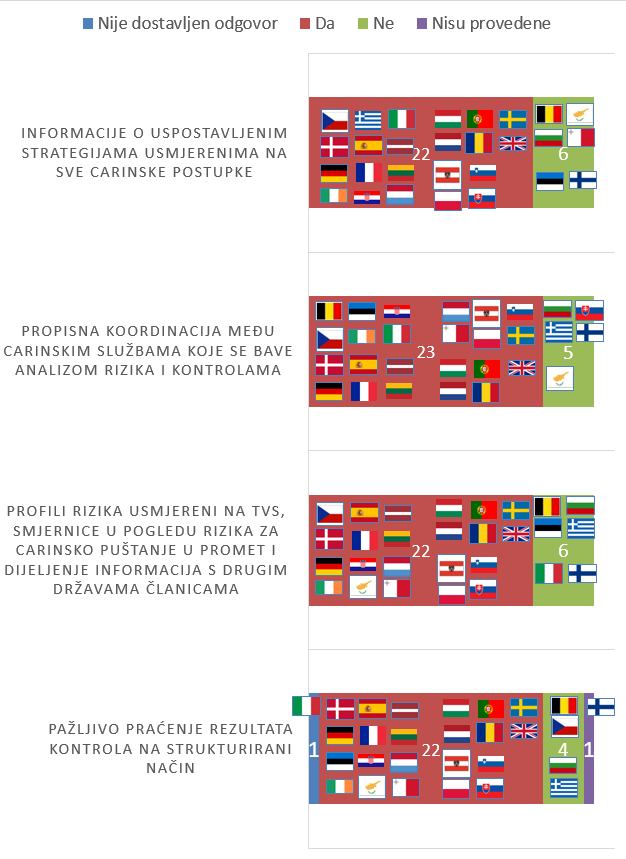 Nije dostavljen odgovor Da Ne Nisu provedene
INFORMACIJE O USPOSTAVLJENIM
STRATEGIJAMA USMJERENIMA NA
SVE CARINSKE POSTUPKE
22 6
PROPISNA KOORDINACIJA MEĐU
CARINSKIM SLUŽBAMA KOJE SE BAVE
ANALIZOM RIZIKA I KONTROLAMA
23 5
PROFILI RIZIKA USMJERENI NA TVS,
SMJERNICE U POGLEDU RIZIKA ZA
CARINSKO PUŠTANJE U PROMET I
DIJELJENJE INFORMACIJA S DRUGIM
DRŽAVAMA ČLANICAMA
22 6
PAŽLJIVO PRAĆENJE REZULTATA
KONTROLA NA STRUKTURIRANI
NAČIN
1 22 4 1